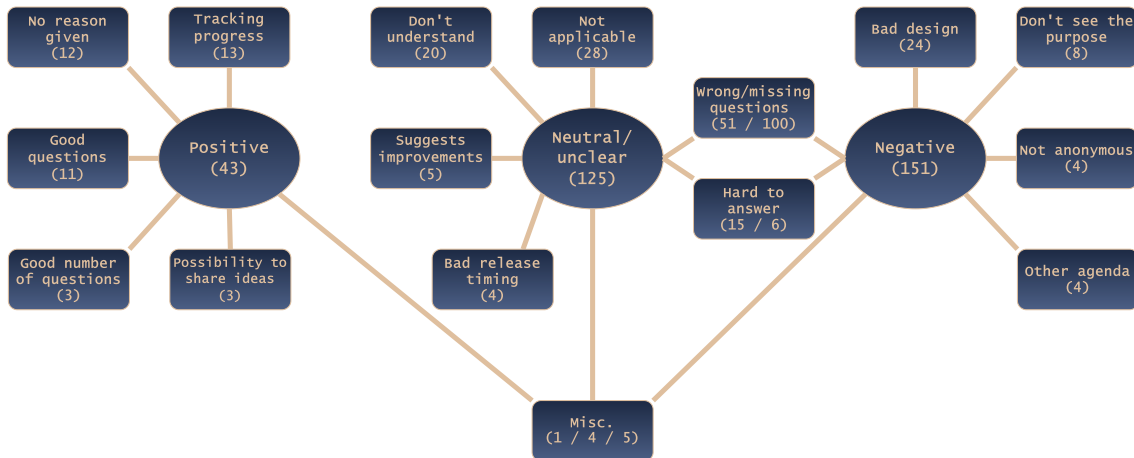 No reason
given
(12)
Tracking
progress
(13)
Don't
understand
(20)
Not
applicable
(28)
Bad design
(24)
Don't see the
purpose
(8)
Wrong/missing
questions
(51 / 100)
Good
questions
(11)
Positive
(43)
Suggests
improvements
(5)
Neutral/
unclear
(125)
Negative
(151)
Not anonymous
(4)
Hard to
answer
(15 / 6)
Good number
of questions
(3)
Possibility to
share ideas
(3)
Bad release
timing
(4)
Other agenda
(4)
Misc.
(1 / 4 / 5)